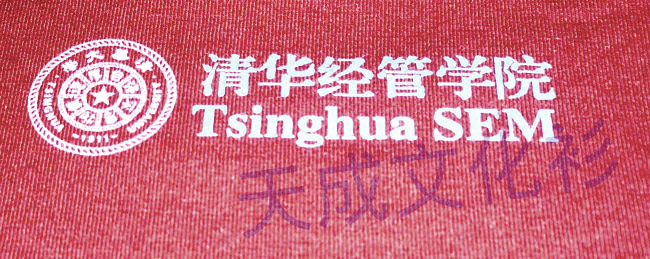 清华经管学院
Tsinghua SEM
天成文化衫